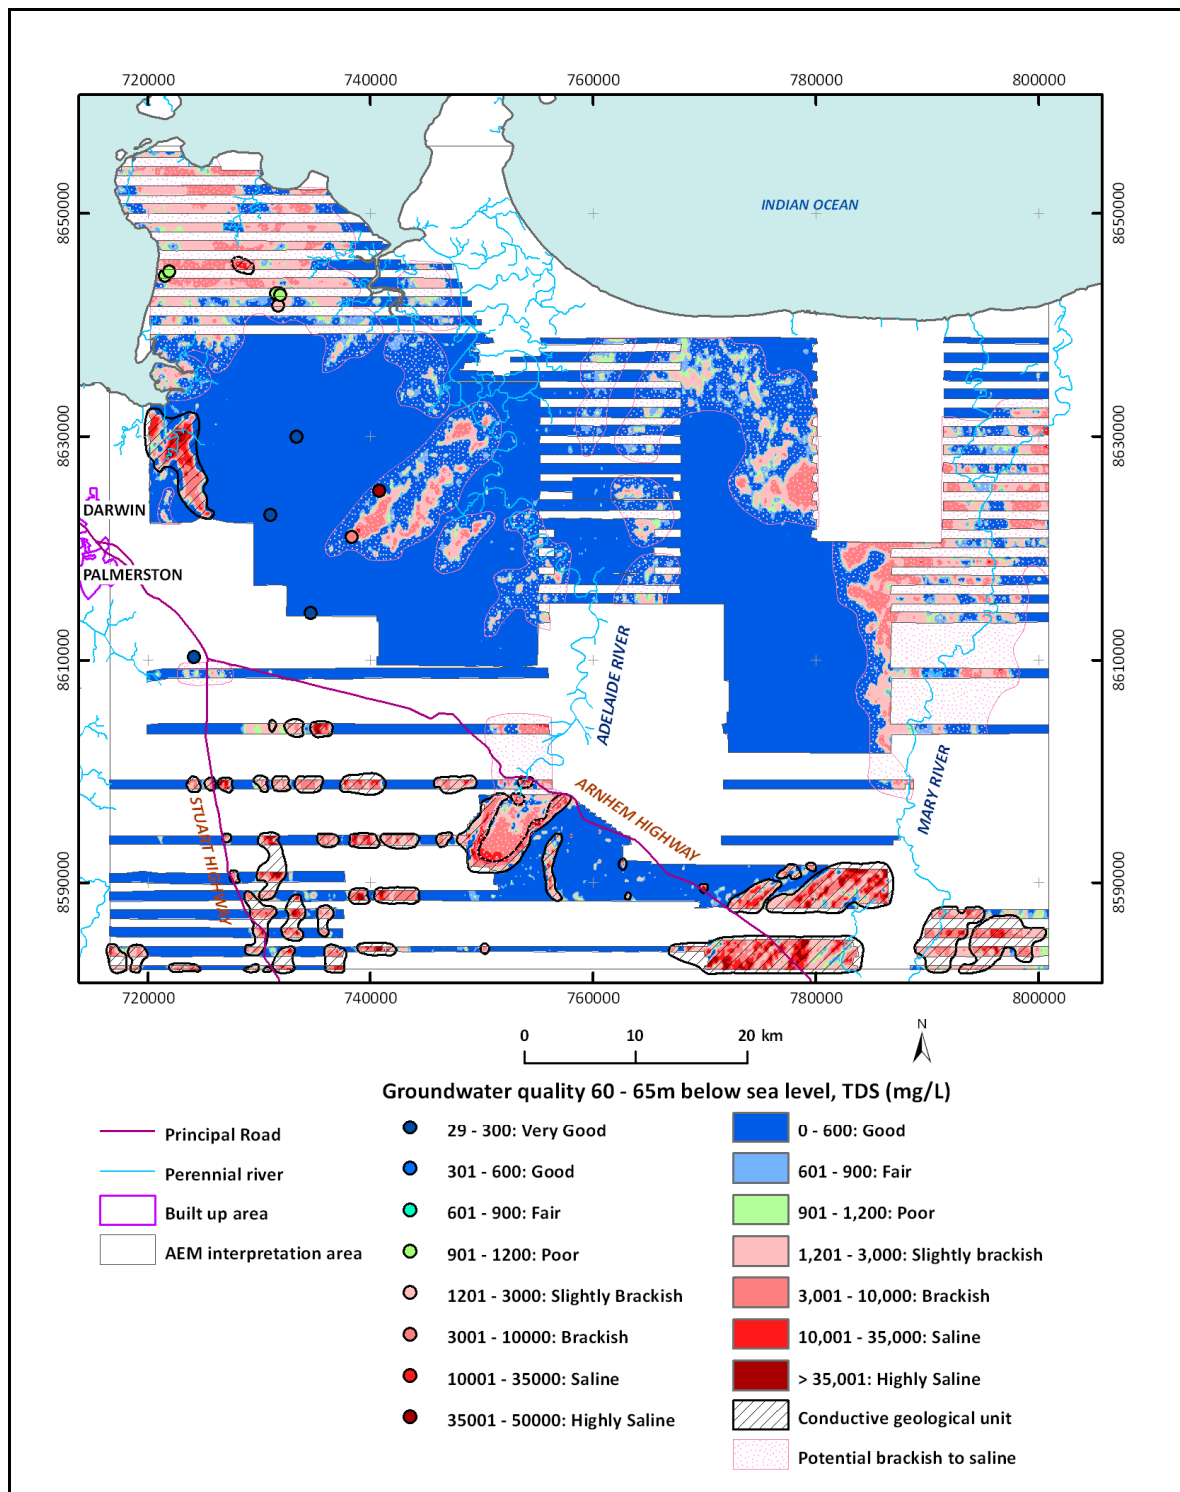 720000 740000 760000 780000 800000
8650000 8650000
INDIAN OCEAN
8630000 8630000
DARWIN
PALMERSTON
8610000 8610000
ADELAIDE RIVER
MARY RIVER
ARNHEM HIGHWAY
STUART HIGHWAY
8590000 8590000
720000 740000 760000 780000 800000
0 10 20 km
N
Groundwater quality 60 - 65m below sea level, TDS (mg/L)
Principal Road
Perennial river
Built up area
AEM interpretation area
29 - 300: Very Good
301 - 600: Good
601 - 900: Fair
901 - 1200: Poor
1201 - 3000: Slightly Brackish
3001 - 10000: Brackish
10001 - 35000: Saline
35001 - 50000: Highly Saline
0 - 600: Good
601 - 900: Fair
901 - 1,200: Poor
1,201 - 3,000: Slightly brackish
3,001 - 10,000: Brackish
10,001 - 35,000: Saline
> 35,001: Highly Saline
Conductive geological unit
Potential brackish to saline